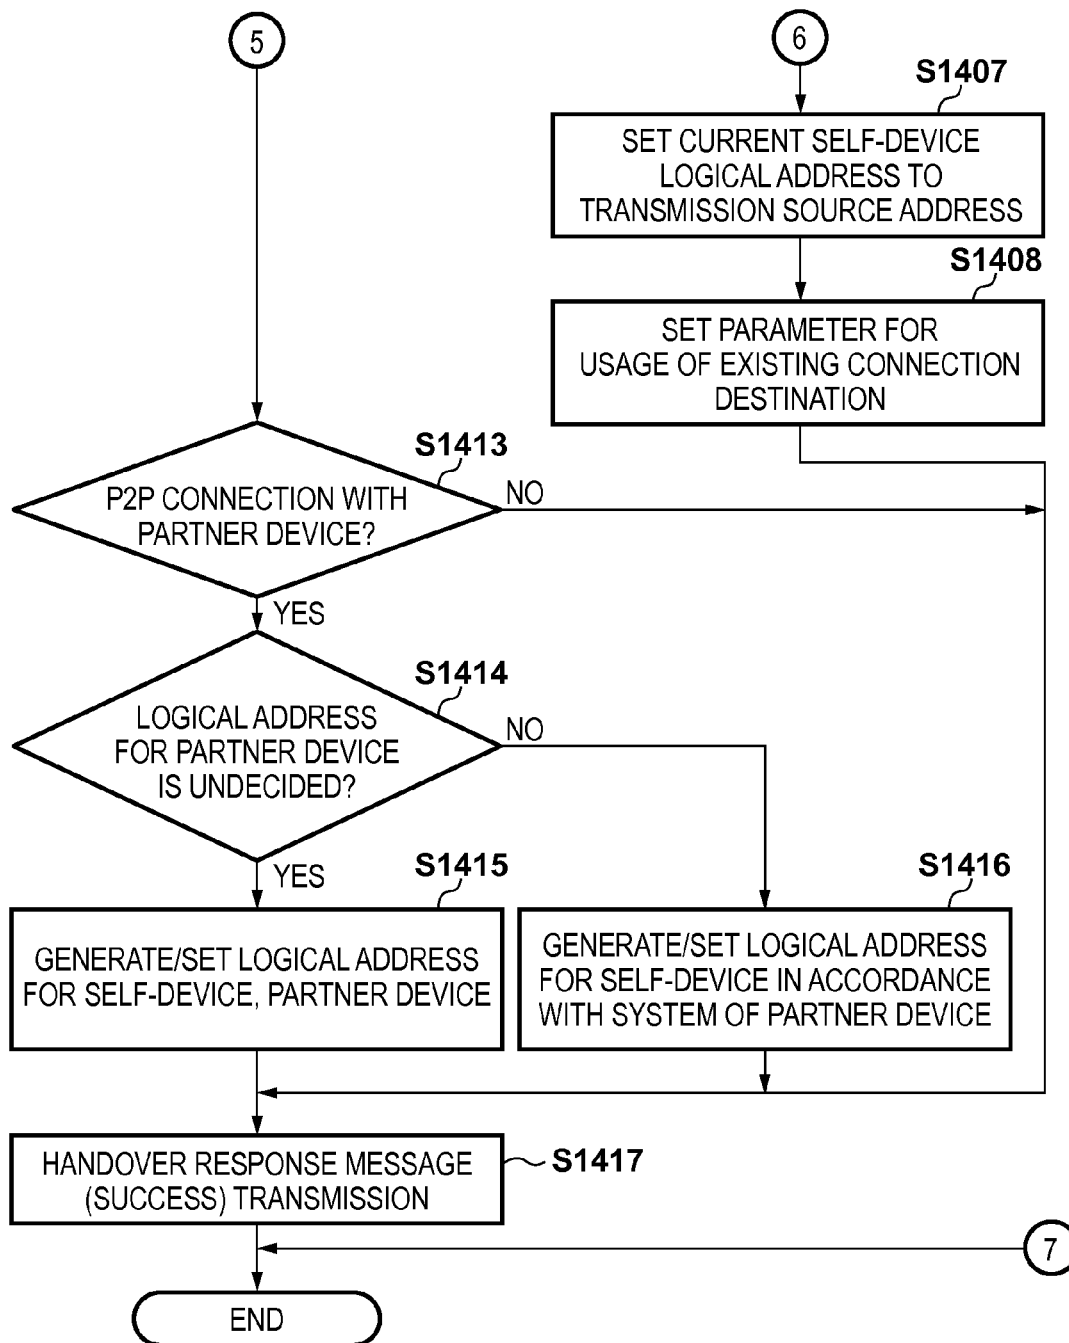 5
6
S1407
SET CURRENT SELF-DEVICE
LOGICAL ADDRESS TO
TRANSMISSION SOURCE ADDRESS
S1408
SET PARAMETER FOR
USAGE OF EXISTING CONNECTION
DESTINATION
S1413
P2P CONNECTION WITH
PARTNER DEVICE?
NO
YES
S1414
LOGICAL ADDRESS
FOR PARTNER DEVICE
IS UNDECIDED?
NO
YES
S1415
GENERATE/SET LOGICAL ADDRESS
FOR SELF-DEVICE, PARTNER DEVICE
S1416
GENERATE/SET LOGICAL ADDRESS
FOR SELF-DEVICE IN ACCORDANCE
WITH SYSTEM OF PARTNER DEVICE
HANDOVER RESPONSE MESSAGE
(SUCCESS) TRANSMISSION
S1417
7
END